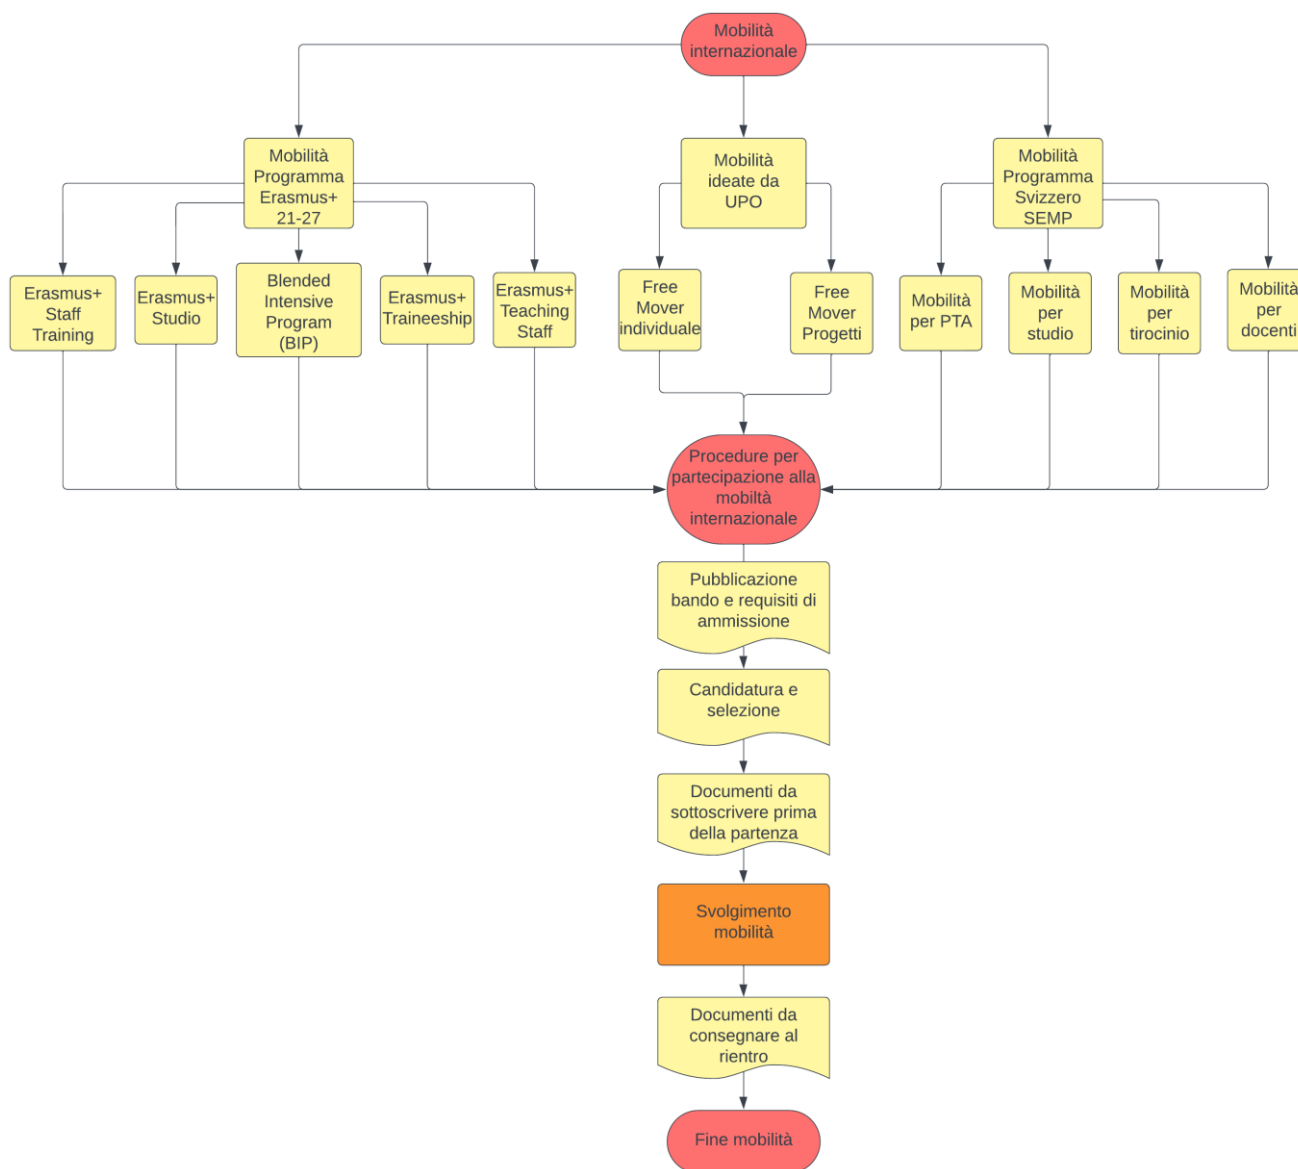 Mobilità
internazionale
Mobilità
Programma
Erasmus+
21-27
Mobilità
ideate da
UPO
Mobilità
Programma
Svizzero
SEMP
Erasmus+
Staff
Training
Erasmus+
Studio
Blended
Intensive
Program
(BIP)
Erasmus+
Traineeship
Erasmus+
Teaching
Staff
Free
Mover
individuale
Free
Mover
Progetti
Mobilità
per PTA
Mobilità
per
studio
Mobilità
per
tirocinio
Mobilità
per
docenti
Procedure per
partecipazione alla
mobiltà
internazionale
Pubblicazione
bando e requisiti di
ammissione
Candidatura e
selezione
Documenti da
sottoscrivere prima
della partenza
Svolgimento
mobilità
Documenti da
consegnare al
rientro
Fine mobilità